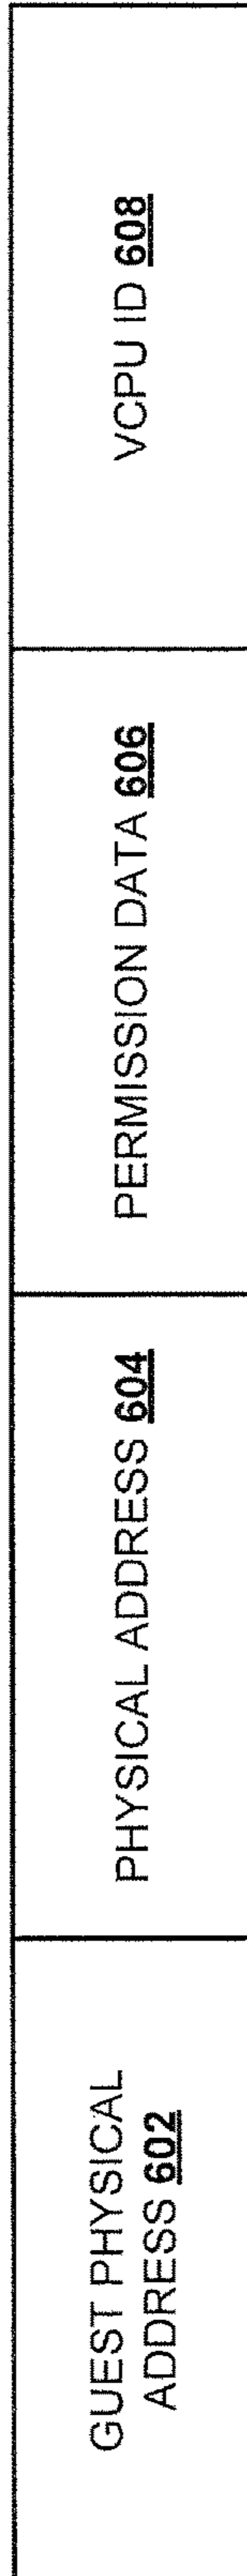 GUEST PHYSICAL
ADDRESS 602
PHYSICAL ADDRESS 604
PERMISSION DATA 606
VCPU ID 608